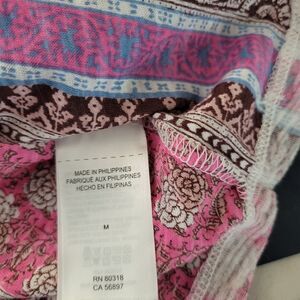 MADE IN PHILIPPINES
FABRIQUÉ AUX PHILIPPINES
HECHO EN FILIPINAS
M
RN 80318
CA 56897